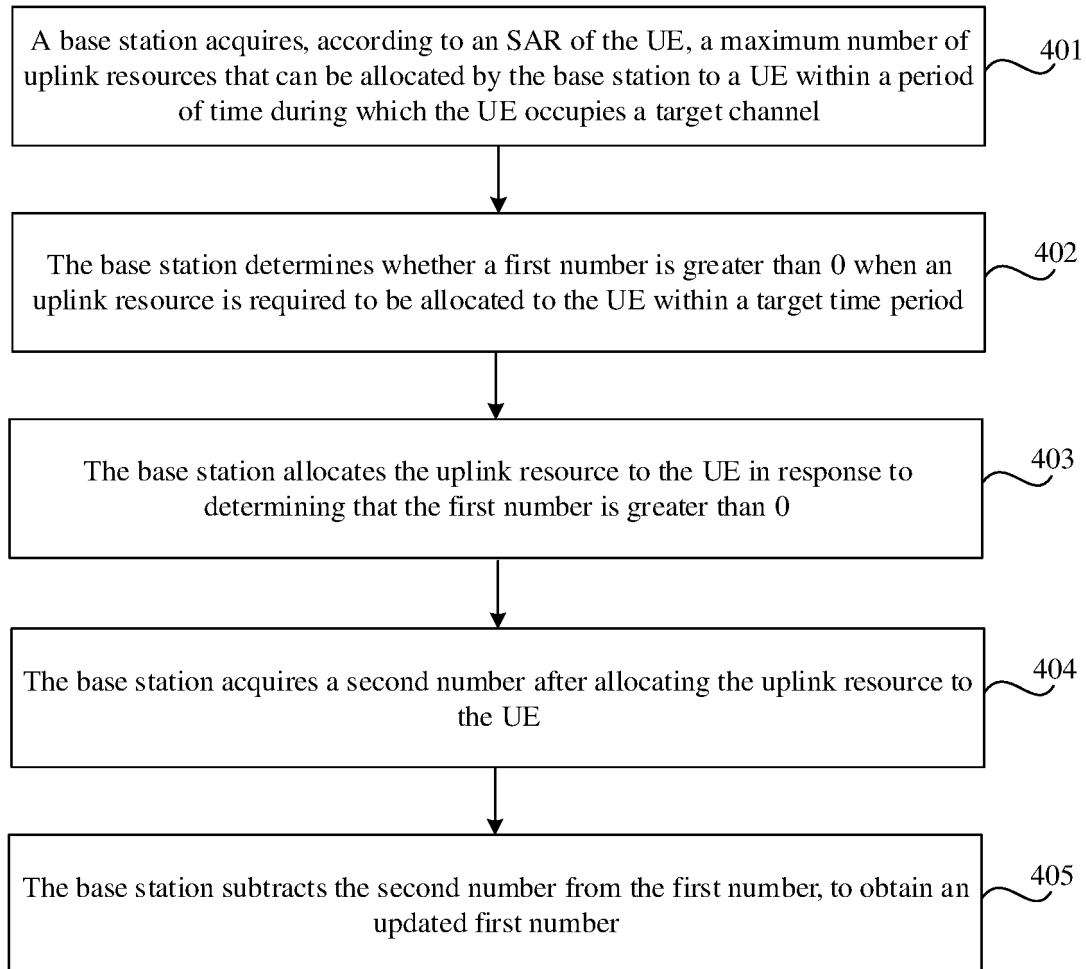 A base station acquires, according to an SAR of the UE, a maximum number of
uplink resources that can be allocated by the base station to a UE within a period
of time during which the UE occupies a target channel
401
The base station determines whether a first number is greater than 0 when an
uplink resource is required to be allocated to the UE within a target time period
402
The base station allocates the uplink resource to the UE in response to
determining that the first number is greater than 0
403
The base station acquires a second number after allocating the uplink resource to
the UE
404
The base station subtracts the second number from the first number, to obtain an
updated first number
405